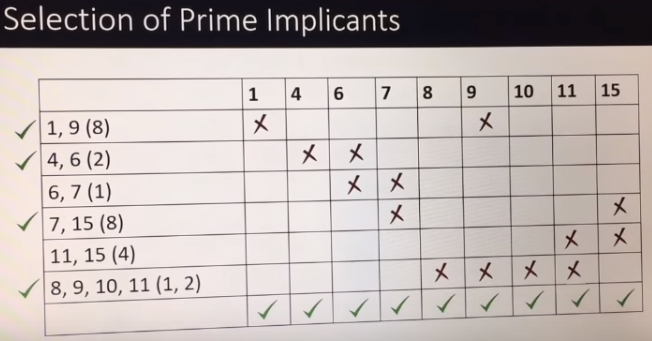 Selection of Prime Implicants
1 4 6 7 8 9 10 11 15
✓ 1, 9 (8) X X
✓ 4, 6 (2) X X
6, 7 (1) X X
✓ 7, 15 (8) X X
11, 15 (4) X X
✓ 8, 9, 10, 11 (1, 2) X X X X
✓ ✓ ✓ ✓ ✓ ✓ ✓ ✓ ✓